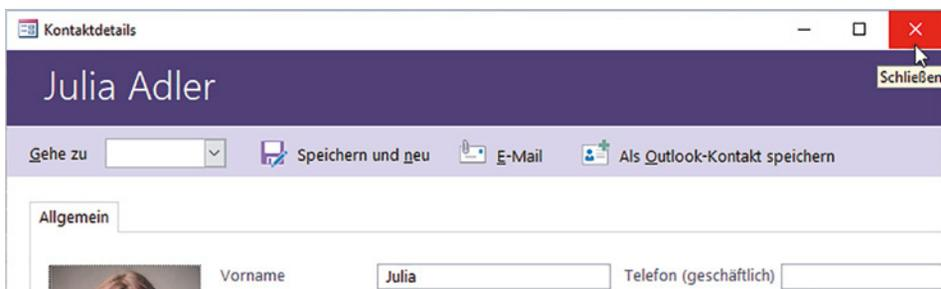 Kontaktdetails
Julia Adler
Schließen
Gehe zu Speichern und neu E-Mail Als Outlook-Kontakt speichern
Allgemein
Vorname Julia Telefon (geschäftlich)